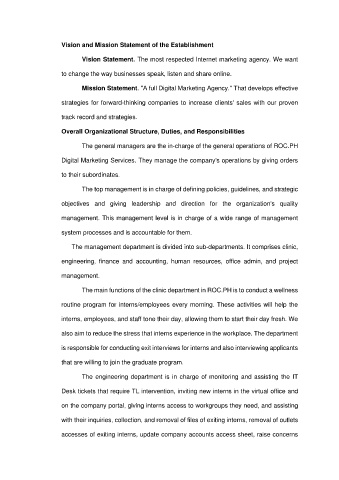 Vision and Mission Statement of the Establishment
Vision Statement. The most respected Internet marketing agency. We want
to change the way businesses speak, listen and share online.
Mission Statement. "A full Digital Marketing Agency." That develops effective
strategies for forward-thinking companies to increase clients' sales with our proven
track record and strategies.
Overall Organizational Structure, Duties, and Responsibilities
The general managers are the in-charge of the general operations of ROC.PH
Digital Marketing Services. They manage the company's operations by giving orders
to their subordinates.
The top management is in charge of defining policies, guidelines, and strategic
objectives and giving leadership and direction for the organization's quality
management. This management level is in charge of a wide range of management
system processes and is accountable for them.
The management department is divided into sub-departments. It comprises clinic,
engineering, finance and accounting, human resources, office admin, and project
management.
The main functions of the clinic department in ROC.PH is to conduct a wellness
routine program for interns/employees every morning. These activities will help the
interns, employees, and staff tone their day, allowing them to start their day fresh. We
also aim to reduce the stress that interns experience in the workplace. The department
is responsible for conducting exit interviews for interns and also interviewing applicants
that are willing to join the graduate program.
The engineering department is in charge of monitoring and assisting the IT
Desk tickets that require TL intervention, inviting new interns in the virtual office and
on the company portal, giving interns access to workgroups they need, and assisting
with their inquiries, collection, and removal of files of exiting interns, removal of outlets
accesses of exiting interns, update company accounts access sheet, raise concerns